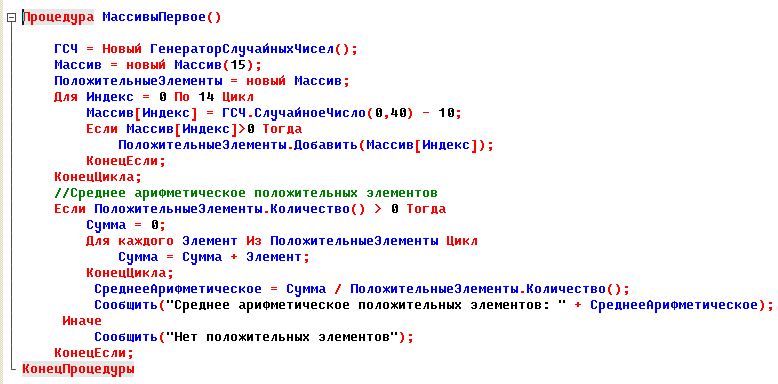 Процедура МассивыПервое()
ГСЧ = Новый ГенераторСлучайныхЧисел();
Массив = новый Массив(15);
ПоложительныеЭлементы = новый Массив;
Для Индекс = 0 По 14 Цикл
Массив[Индекс] = ГСЧ.СлучайноеЧисло(0,40) - 10;
Если Массив[Индекс]>0 Тогда
ПоложительныеЭлементы.Добавить(Массив[Индекс]);
КонецЕсли;
КонецЦикла;
//Среднее арифметическое положительных элементов
Если ПоложительныеЭлементы.Количество() > 0 Тогда
Сумма = 0;
Для каждого Элемент Из ПоложительныеЭлементы Цикл
Сумма = Сумма + Элемент;
КонецЦикла;
СреднееАрифметическое = Сумма / ПоложительныеЭлементы.Количество();
Сообщить("Среднее арифметическое положительных элементов: " + СреднееАрифметическое);
Иначе
Сообщить("Нет положительных элементов");
КонецЕсли;
КонецПроцедуры